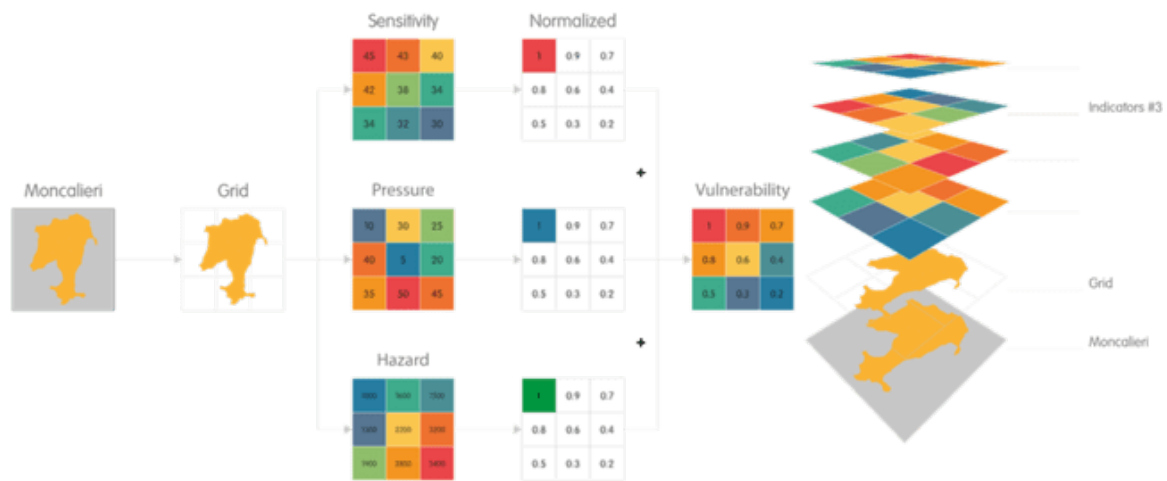 Sensitivity
Normalized
45 43 40
42 38 34
34 32 30
1 0.9 0.7
0.8 0.6 0.4
0.5 0.3 0.2
Indicators #3
+
Moncalieri
Grid
Pressure
Vulnerability
10 30 25
40 5 20
35 50 45
1 0.9 0.7
0.8 0.6 0.4
0.5 0.3 0.2
1 0.9 0.7
0.8 0.6 0.4
0.5 0.3 0.2
Grid
Moncalieri
+
Hazard
1 0.9 0.7
0.8 0.6 0.4
0.5 0.3 0.2